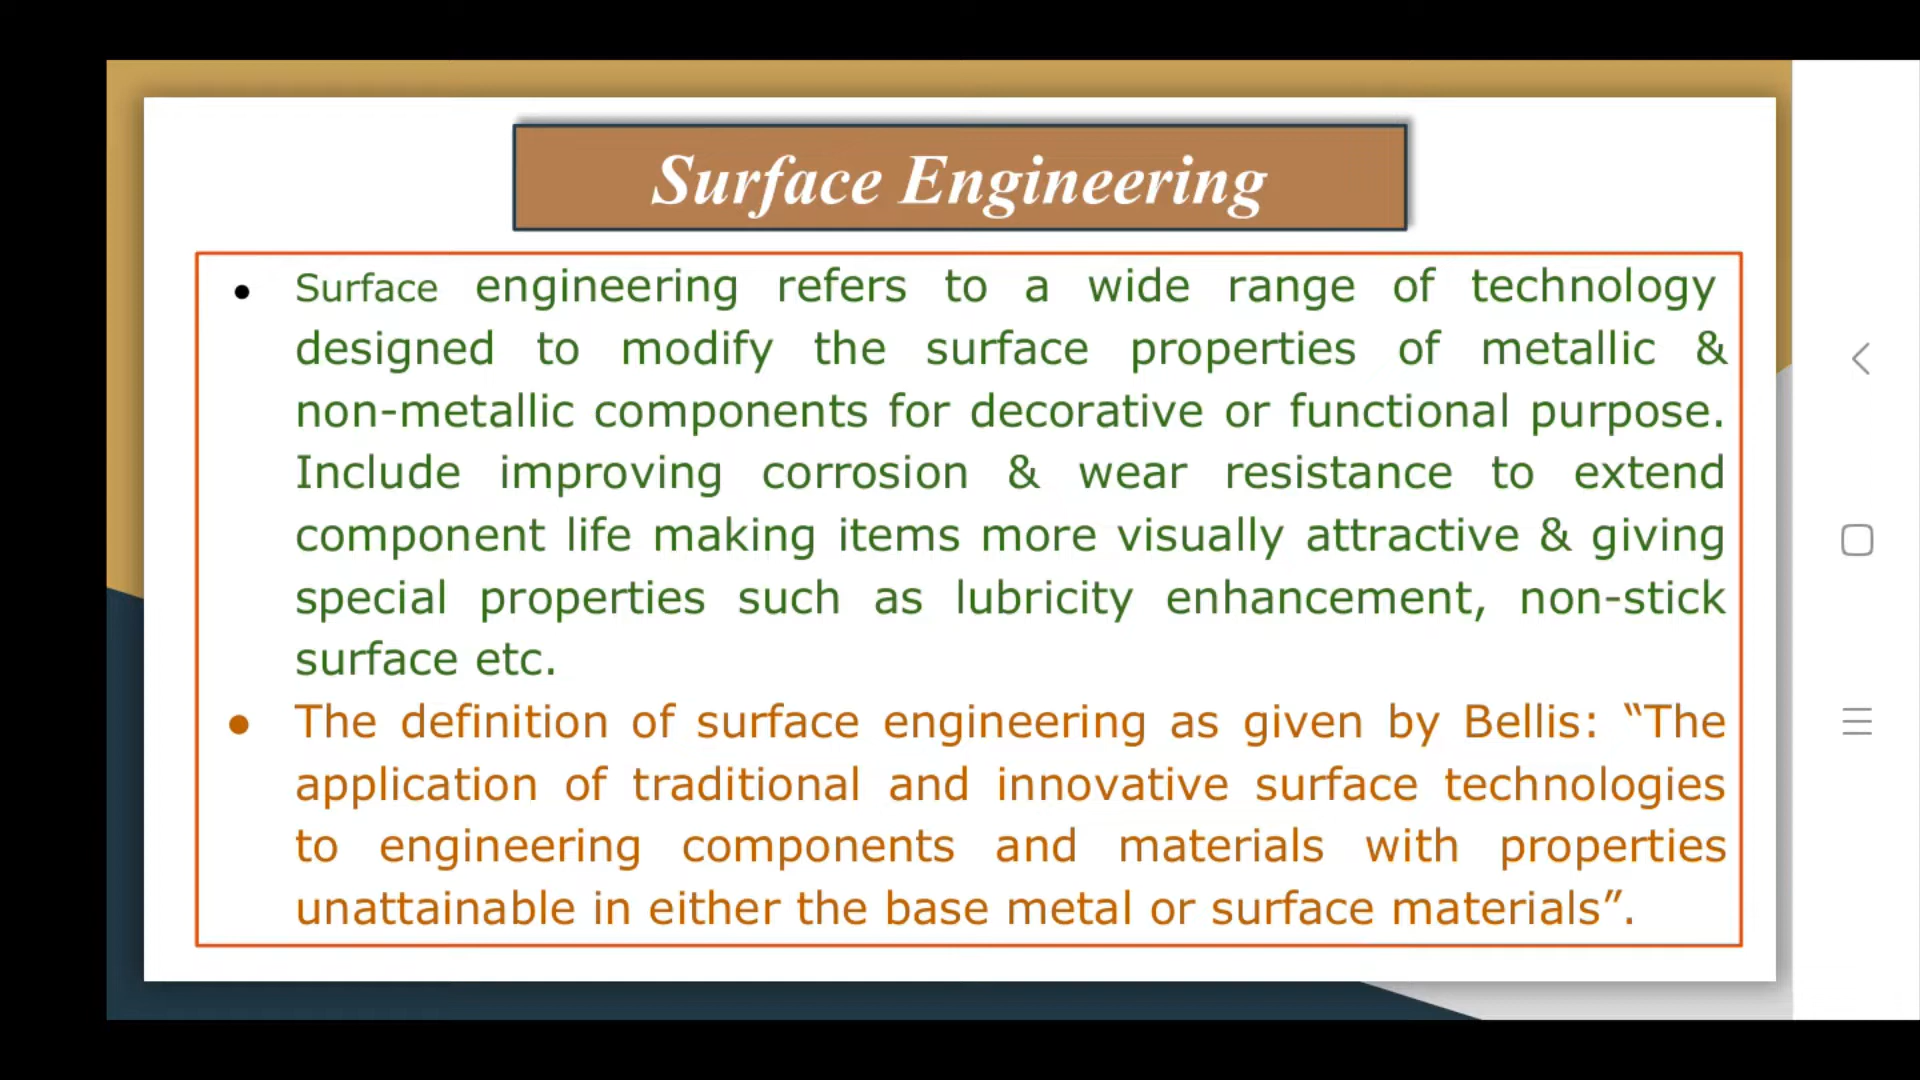 Surface Engineering
• Surface engineering refers to a wide range of technology
designed to modify the surface properties of metallic &
non-metallic components for decorative or functional purpose.
Include improving corrosion & wear resistance to extend
component life making items more visually attractive & giving
special properties such as lubricity enhancement, non-stick
surface etc.
• The definition of surface engineering as given by Bellis: “The
application of traditional and innovative surface technologies
to engineering components and materials with properties
unattainable in either the base metal or surface materials”.